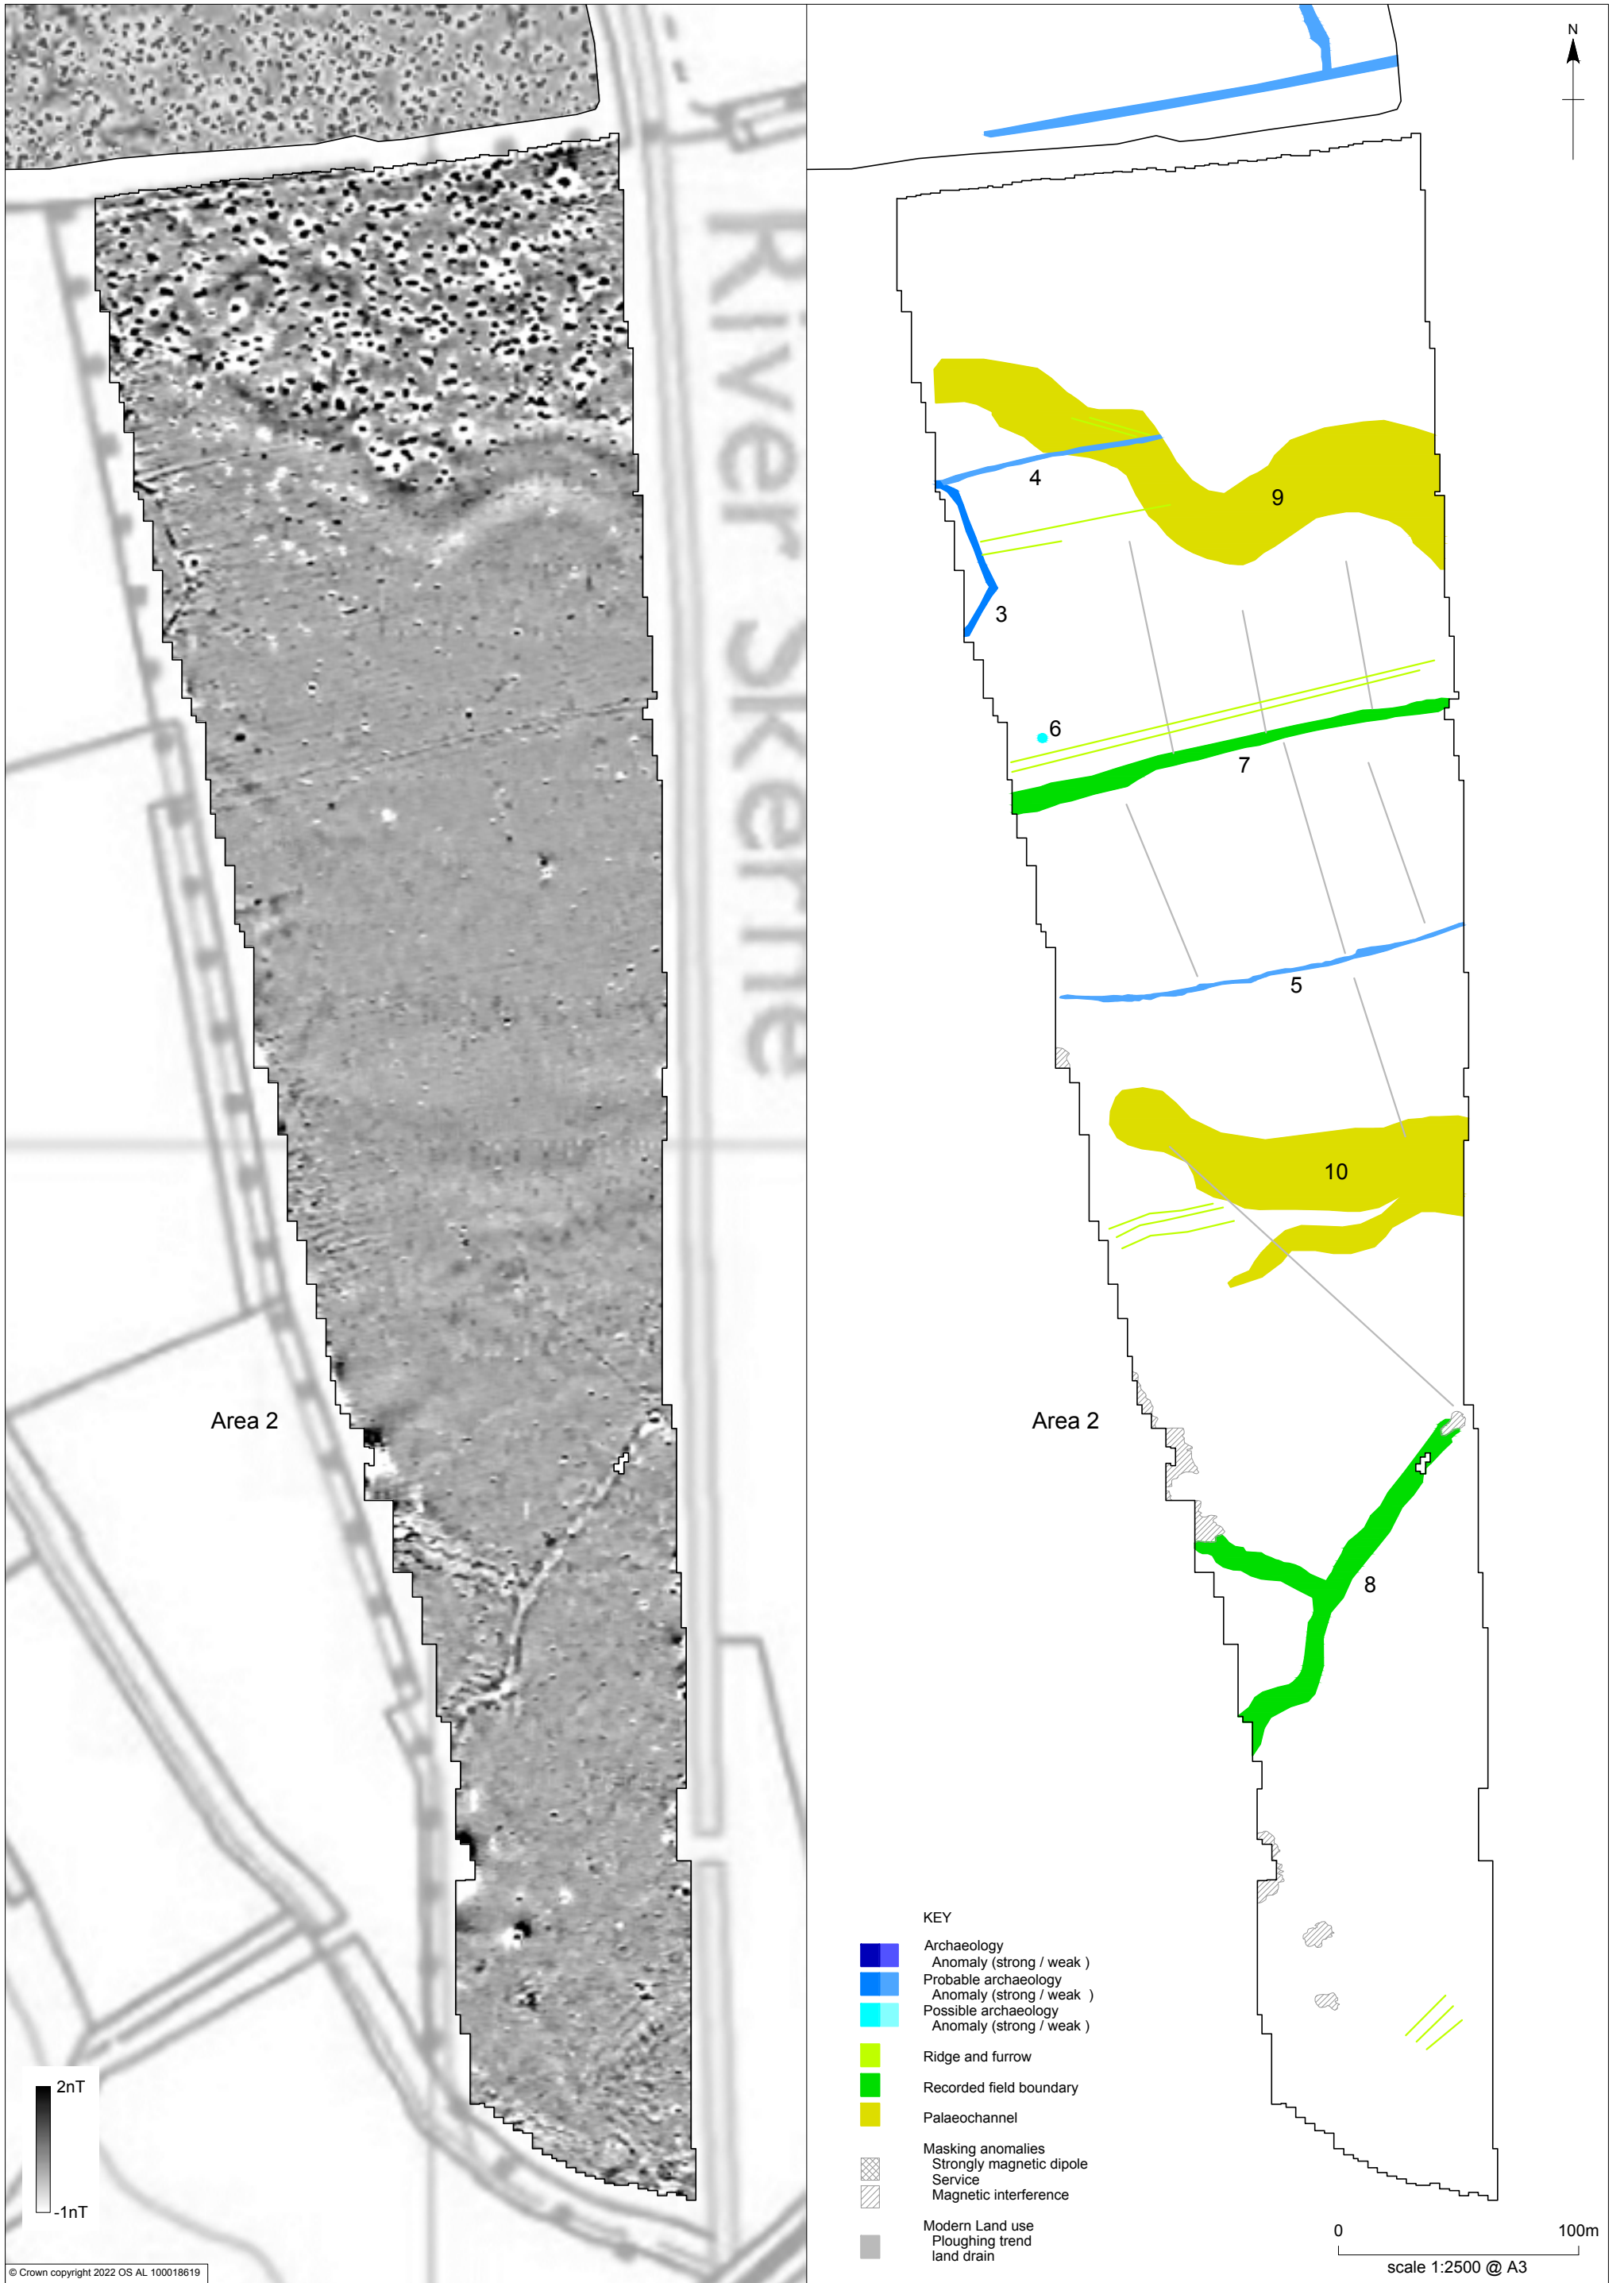 River Skerne
Area 2
2nT
-1nT
© Crown copyright 2022 OS AL 100018619
N
4
9
3
6
7
5
10
Area 2
8
KEY
Archaeology
Anomaly (strong / weak )
Probable archaeology
Anomaly (strong / weak )
Possible archaeology
Anomaly (strong / weak )
Ridge and furrow
Recorded field boundary
Palaeochannel
Masking anomalies
Strongly magnetic dipole
Service
Magnetic interference
Modern Land use
Ploughing trend
land drain
0 100m
scale 1:2500 @ A3